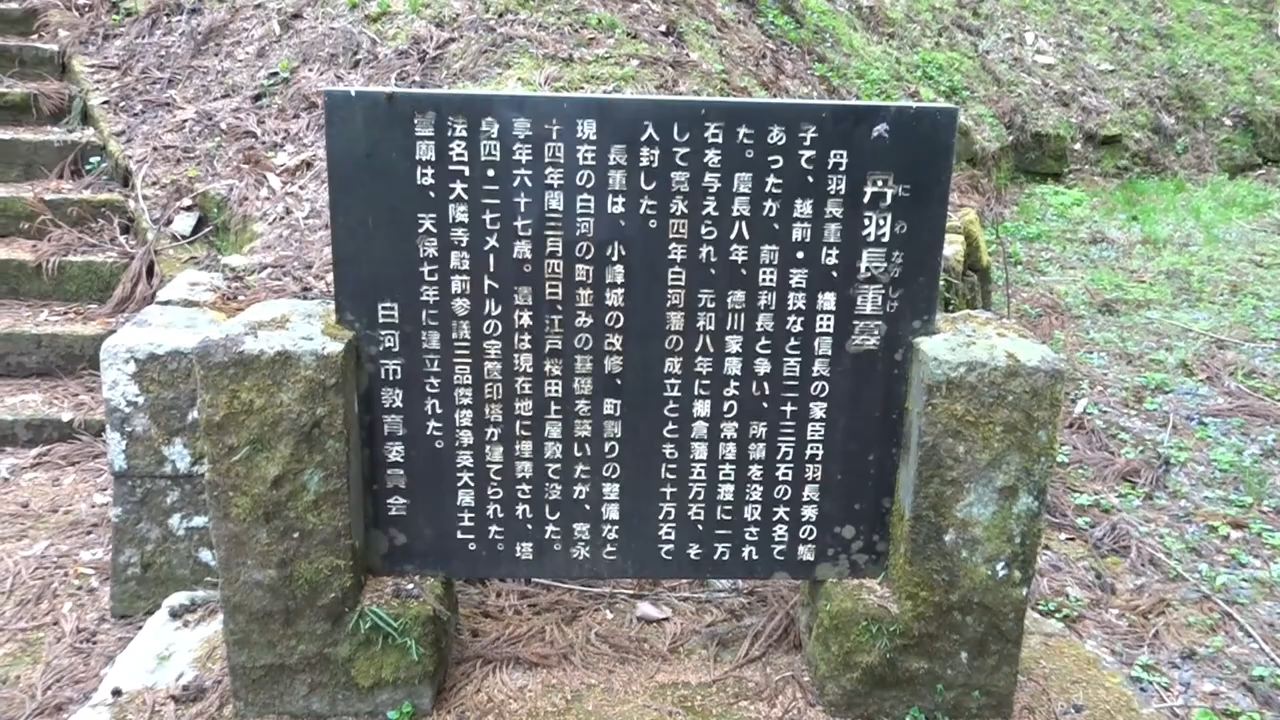 丹羽長重墓
にわながしげ
丹羽長重は、織田信長の家臣丹羽長秀の嫡
子で、越前・若狭など百二十三万石の大名で
あったが、前田利長と争い、所領を没収され
た。慶長八年、徳川家康より常陸古渡に一万
石を与えられ、元和八年に棚倉藩五万石、そ
して寛永四年白河藩の成立とともに十万石で
入封した。
長重は、小峰城の改修、町割りの整備など
現在の白河の町並みの基礎を築いたが、寛永
十四年閏三月四日、江戸桜田上屋敷で没した。
享年六十七歳。遺体は現在地に埋葬され、塔
身四・二七メートルの宝篋印塔が建てられた。
法名「大隣寺殿前参議三品傑俊浄英大居士」。
霊廟は、天保七年に建立された。
白河市教育委員会